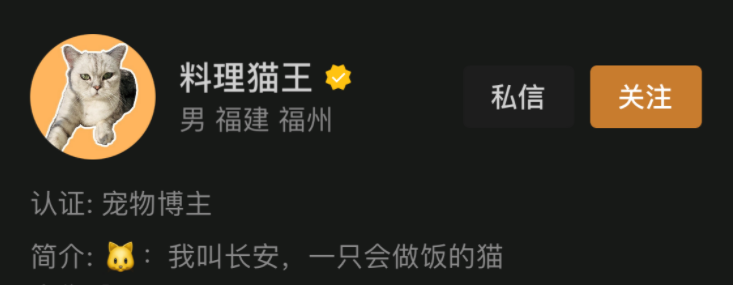 料理猫王
男 福建 福州
私信
关注
认证: 宠物博主
简介: 🐱：我叫长安，一只会做饭的猫